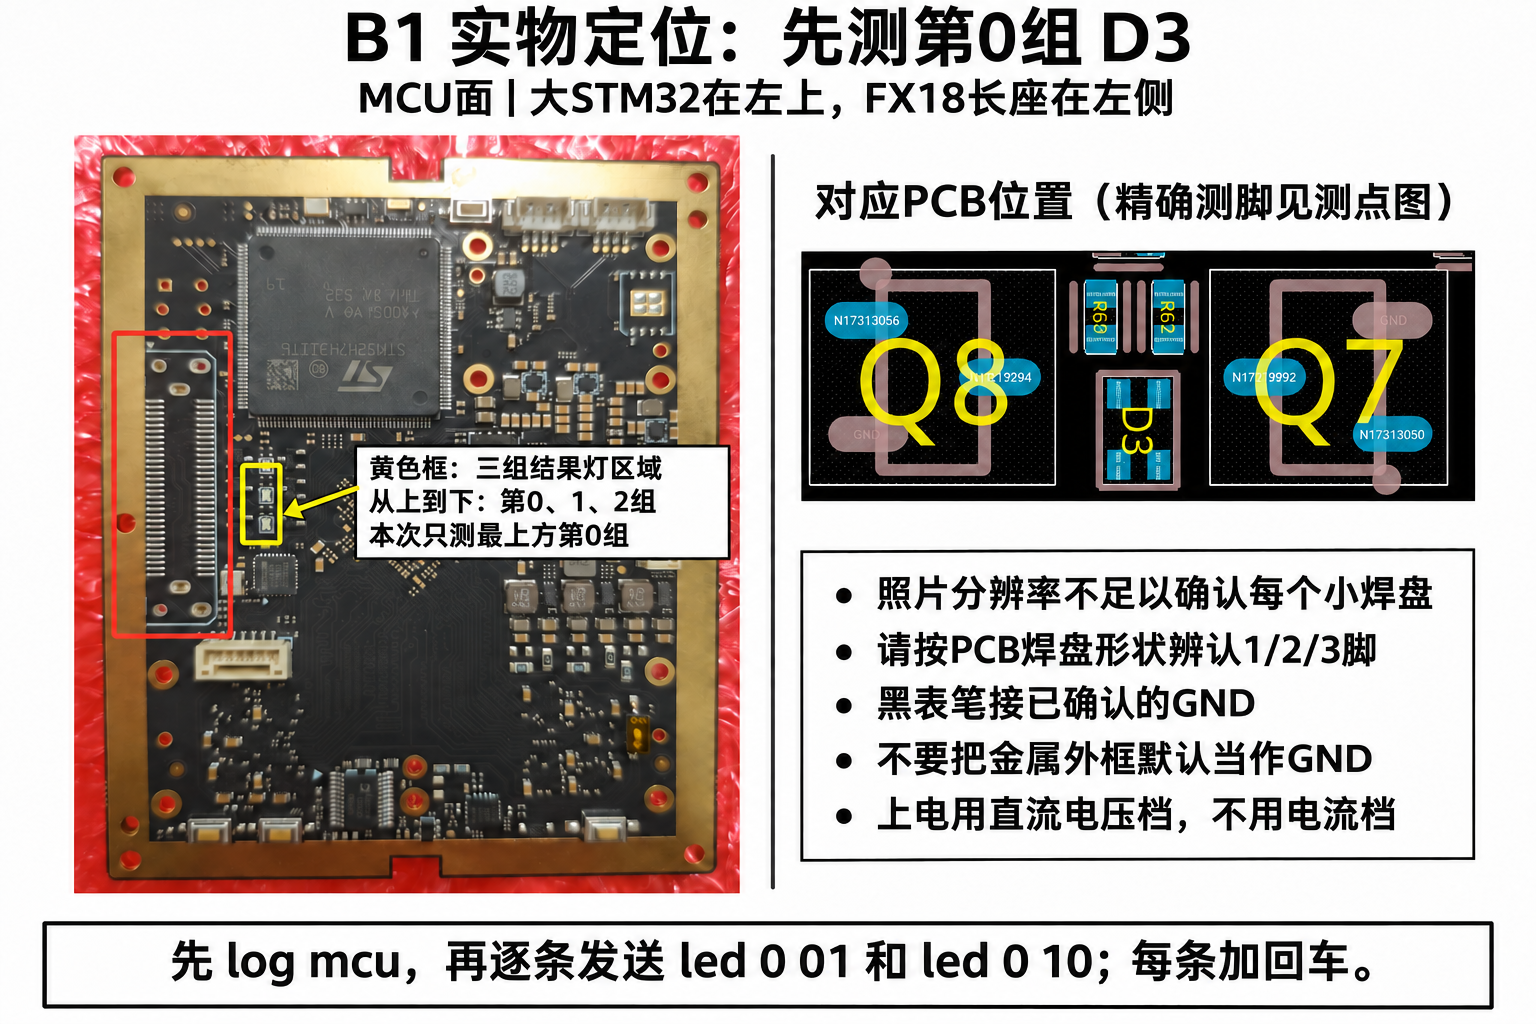 B1 实物定位：先测第0组 D3
MCU面 | 大STM32在左上，FX18长座在左侧
对应PCB位置（精确测脚见测点图）
黄色框：三组结果灯区域
从上到下：第0、1、2组
本次只测最上方第0组
N17313056
Q8
GND
R63
R62
D3
Q7
GND
N17313050
照片分辨率不足以确认每个小焊盘
请按PCB焊盘形状辨认1/2/3脚
黑表笔接已确认的GND
不要把金属外框默认当作GND
上电用直流电压档，不用电流档
先 log mcu，再逐条发送 led 0 01 和 led 0 10；每条加回车。